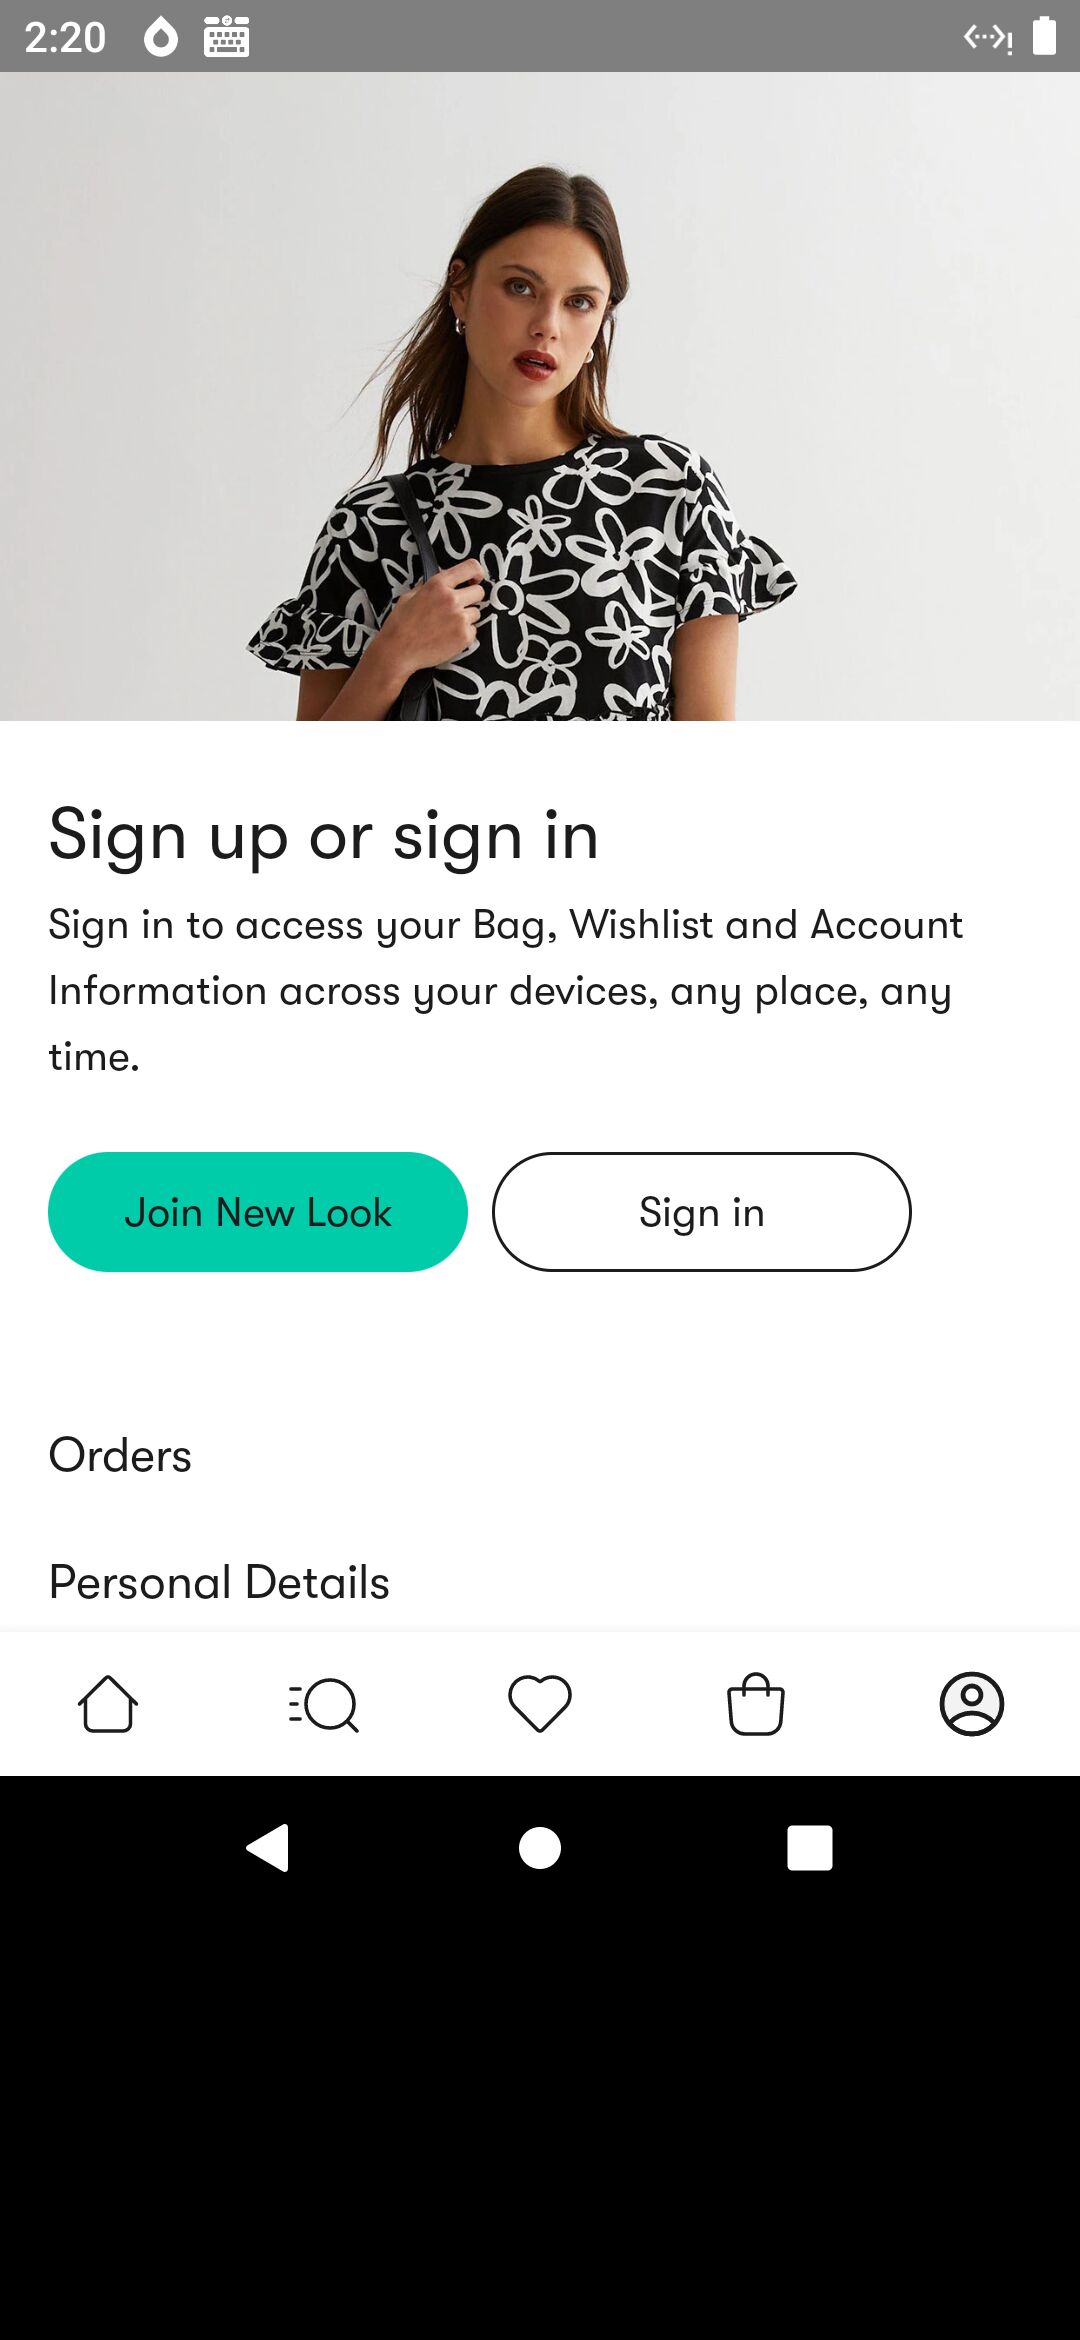 2:20
Sign up or sign in
Sign in to access your Bag, Wishlist and Account
Information across your devices, any place, any
time.
Join New Look
Sign in
Orders
Personal Details